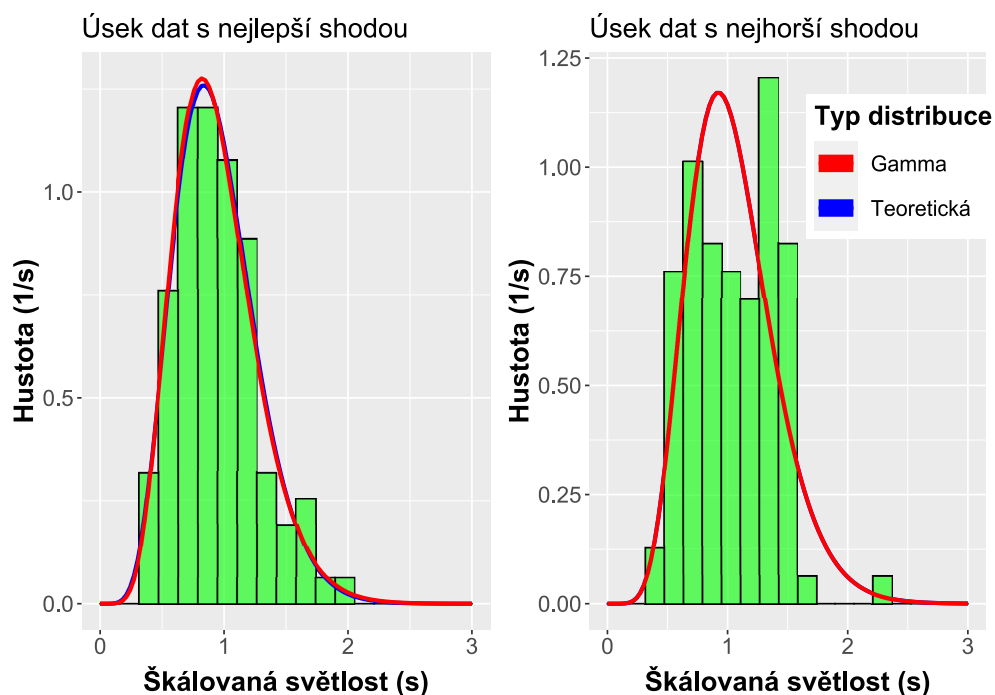 Úsek dat s nejlepší shodou
Hustota (1/s)
1.0
0.5
0.0
0 1 2 3
Škálovaná světlost (s)
Úsek dat s nejhorší shodou
Hustota (1/s)
1.25
1.00
0.75
0.50
0.25
0.00
0 1 2 3
Škálovaná světlost (s)
Typ distribuce
Gamma
Teoretická